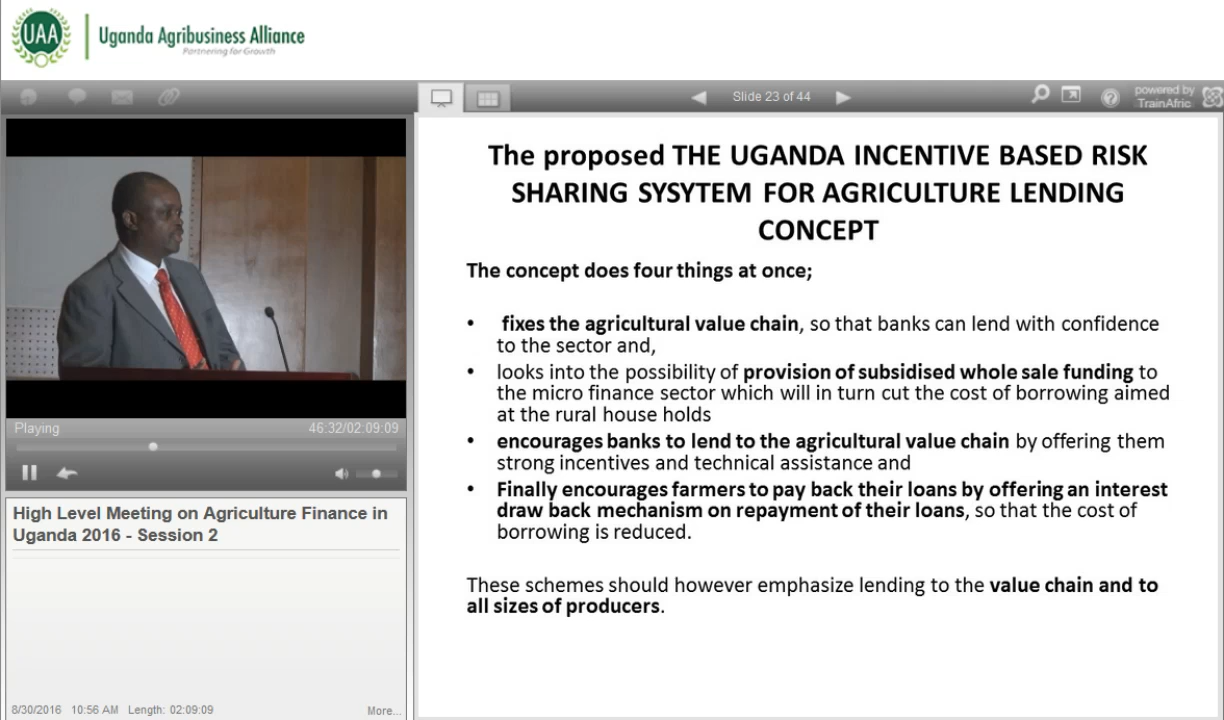 UAA
Uganda Agribusiness Alliance
Partnering for Growth
Slide 23 of 44
powered by
TrainAfric
Playing
46:32/02:09:09
High Level Meeting on Agriculture Finance in
Uganda 2016 - Session 2
8/30/2016 10:56 AM Length: 02:09:09
More...
The proposed THE UGANDA INCENTIVE BASED RISK
SHARING SYSYTEM FOR AGRICULTURE LENDING
CONCEPT
The concept does four things at once;
• fixes the agricultural value chain, so that banks can lend with confidence
to the sector and,
• looks into the possibility of provision of subsidised whole sale funding to
the micro finance sector which will in turn cut the cost of borrowing aimed
at the rural house holds
• encourages banks to lend to the agricultural value chain by offering them
strong incentives and technical assistance and
• Finally encourages farmers to pay back their loans by offering an interest
draw back mechanism on repayment of their loans, so that the cost of
borrowing is reduced.
These schemes should however emphasize lending to the value chain and to
all sizes of producers.